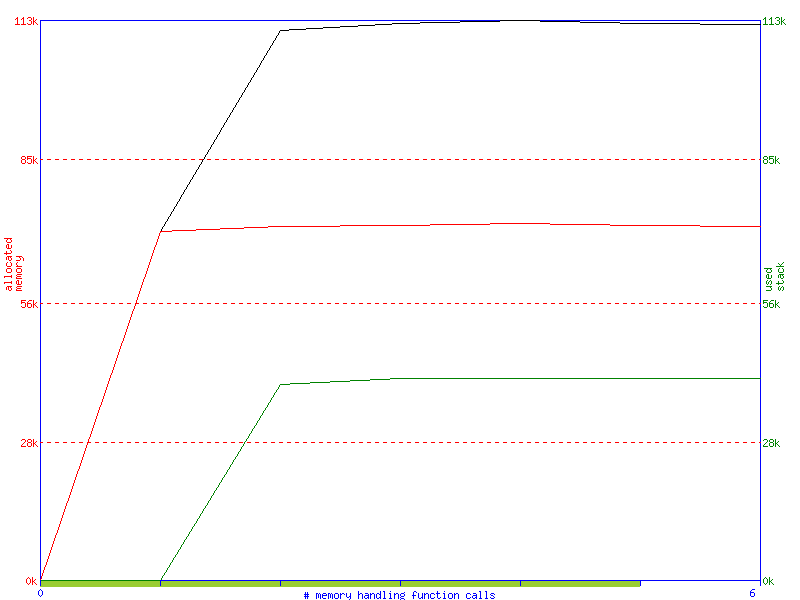 113k
113k
85k
85k
allocated
memory
used
stack
56k
56k
28k
28k
0k
0k
0
6
# memory handling function calls